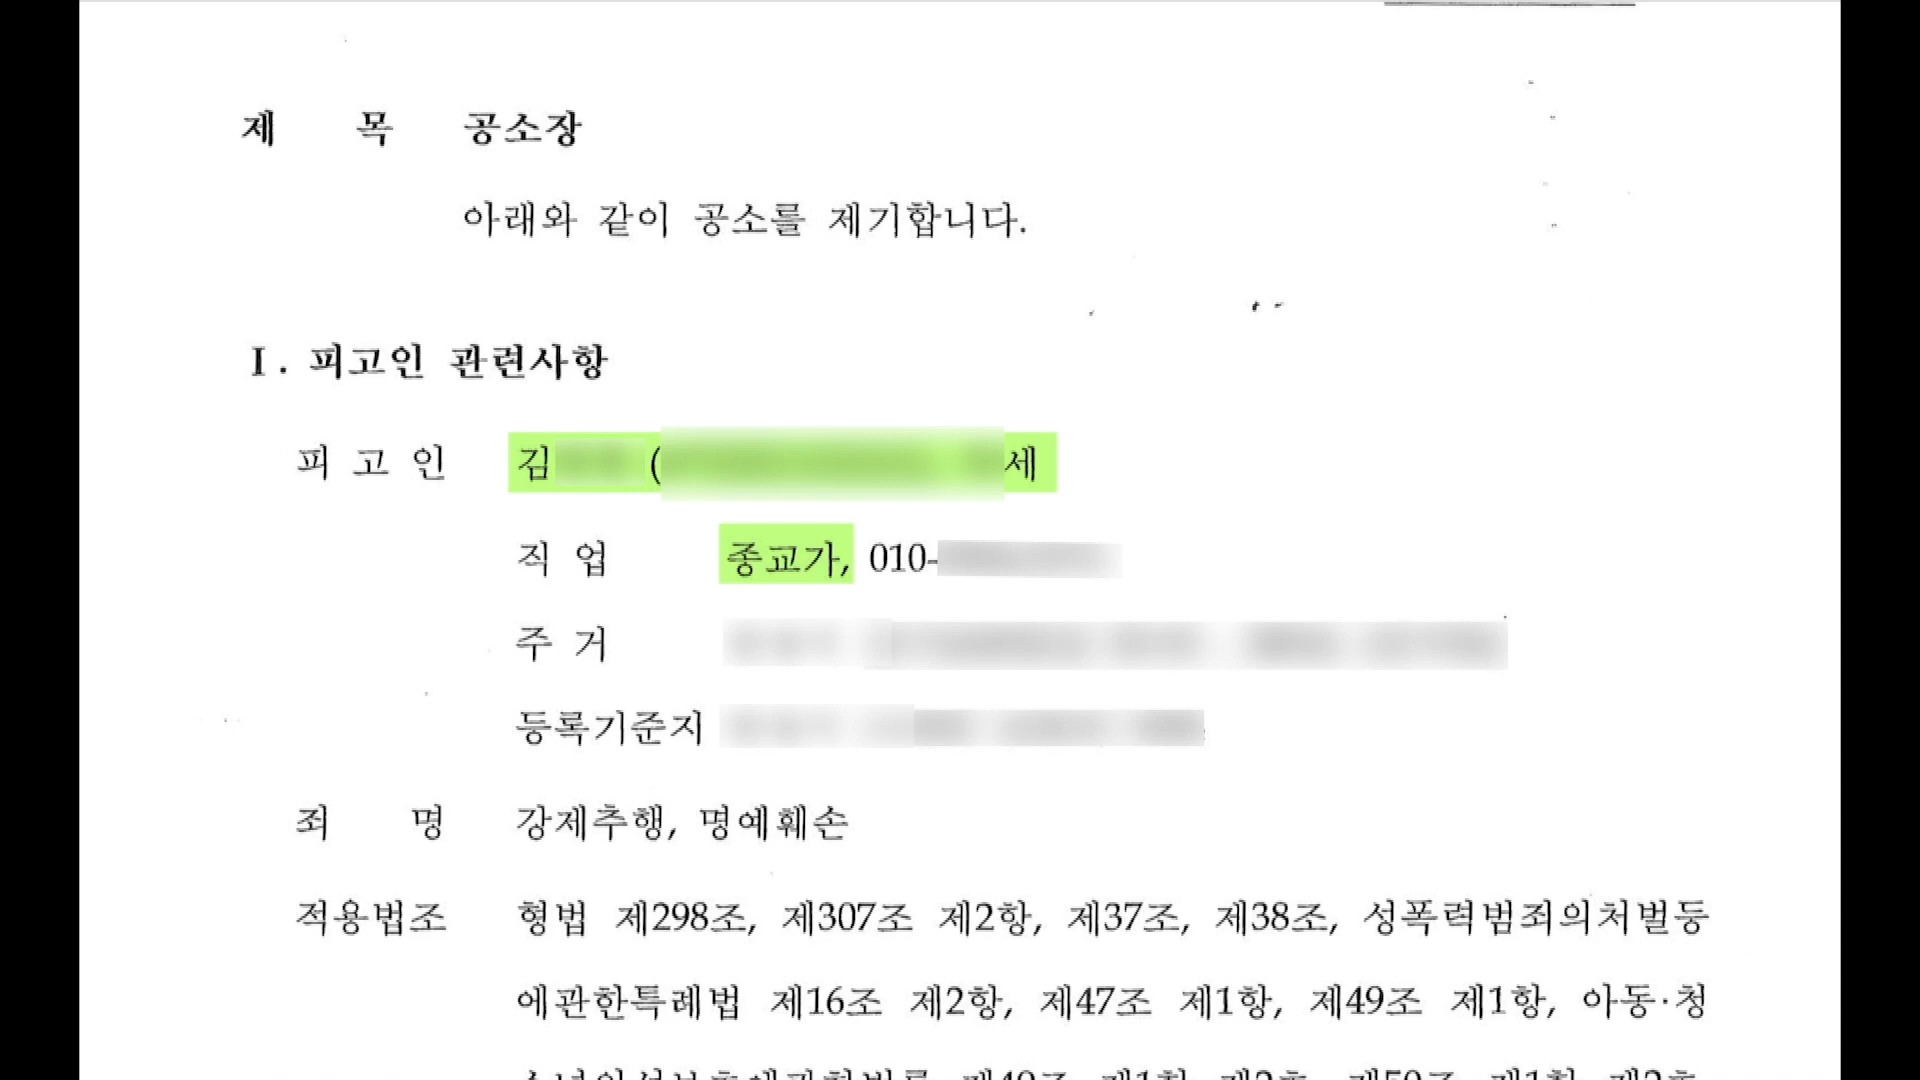 제 목 공소장
아래와 같이 공소를 제기합니다.
I. 피고인 관련사항
피 고 인 김 ( 세
직 업 종교가, 010-
주 거
등록기준지
죄 명 강제추행, 명예훼손
적용법조 형법 제298조, 제307조 제2항, 제37조, 제38조, 성폭력범죄의처벌등
에관한특례법 제16조 제2항, 제47조 제1항, 제49조 제1항, 아동·청